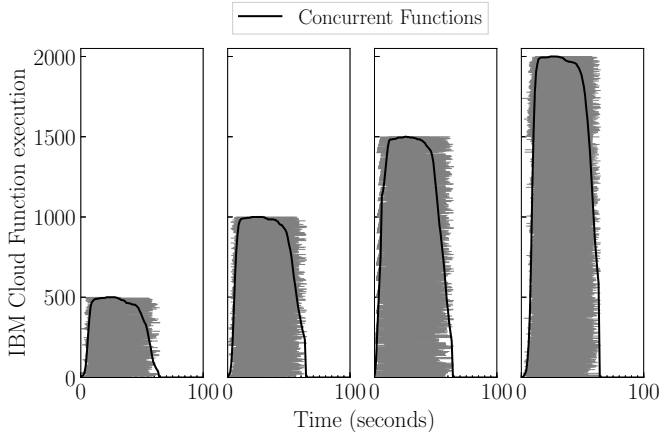 Concurrent Functions
IBM Cloud Function execution
2000
1500
1000
500
0
0 100 0 100 0 100 0 100
Time (seconds)